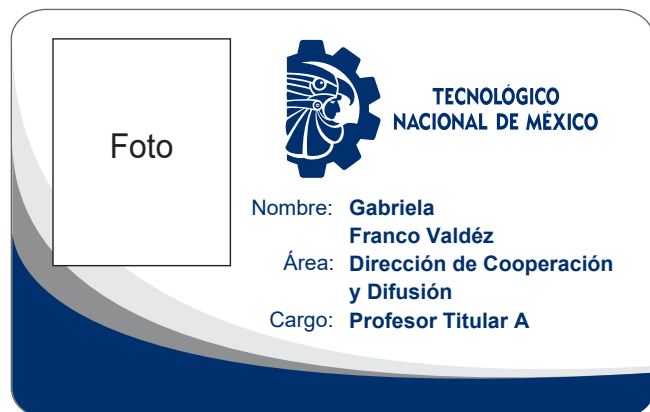 Foto
TECNOLÓGICO
NACIONAL DE MÉXICO
Nombre: Gabriela
Franco Valdéz
Área: Dirección de Cooperación
y Difusión
Cargo: Profesor Titular A